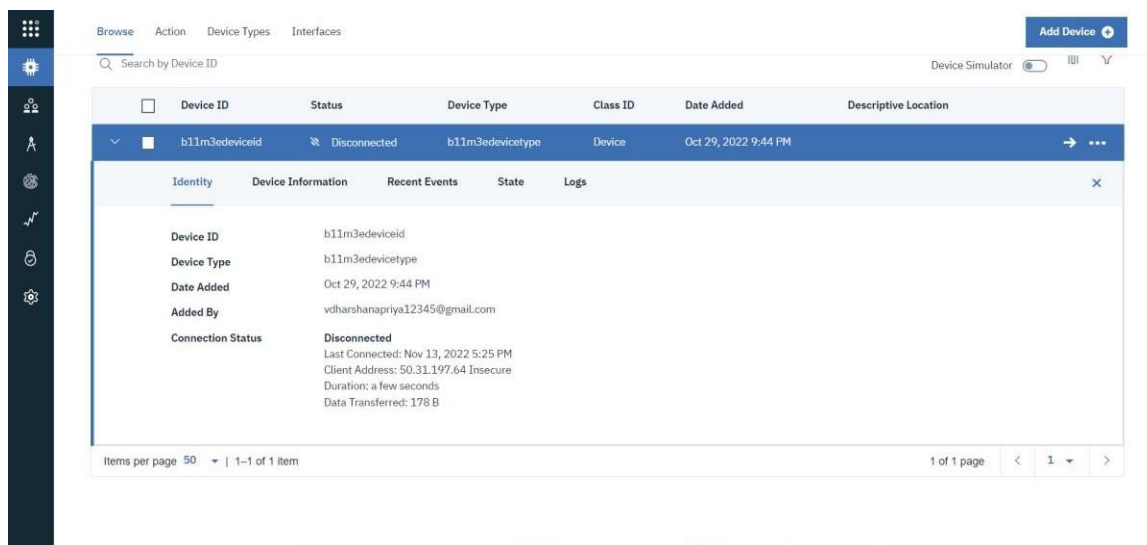 Browse Action Device Types Interfaces Add Device
Search by Device ID Device Simulator
Device ID Status Device Type Class ID Date Added Descriptive Location
b11m3edeviceid Disconnected b11m3edevicetype Device Oct 29, 2022 9:44 PM
Identity Device Information Recent Events State Logs
Device ID b11m3edeviceid
Device Type b11m3edevicetype
Date Added Oct 29, 2022 9:44 PM
Added By vdharshanapriya12345@gmail.com
Connection Status Disconnected
Last Connected: Nov 13, 2022 5:25 PM
Client Address: 50.31.197.64 Insecure
Duration: a few seconds
Data Transferred: 178 B
Items per page 50 | 1–1 of 1 item 1 of 1 page 1